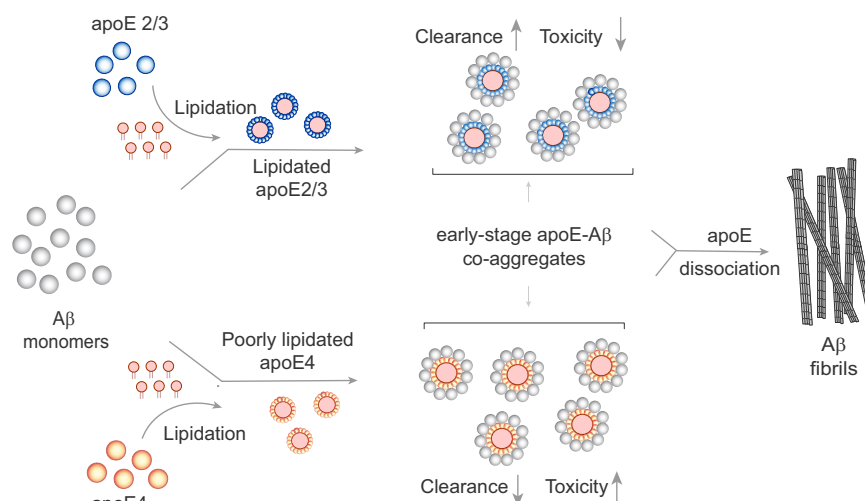 apoE 2/3
Clearance
Toxicity
Lipidation
Lipidated
apoE2/3
early-stage apoE-Aβ
co-aggregates
apoE
dissociation
Aβ
monomers
Poorly lipidated
apoE4
Aβ
fibrils
Lipidation
apoE4
Clearance
Toxicity